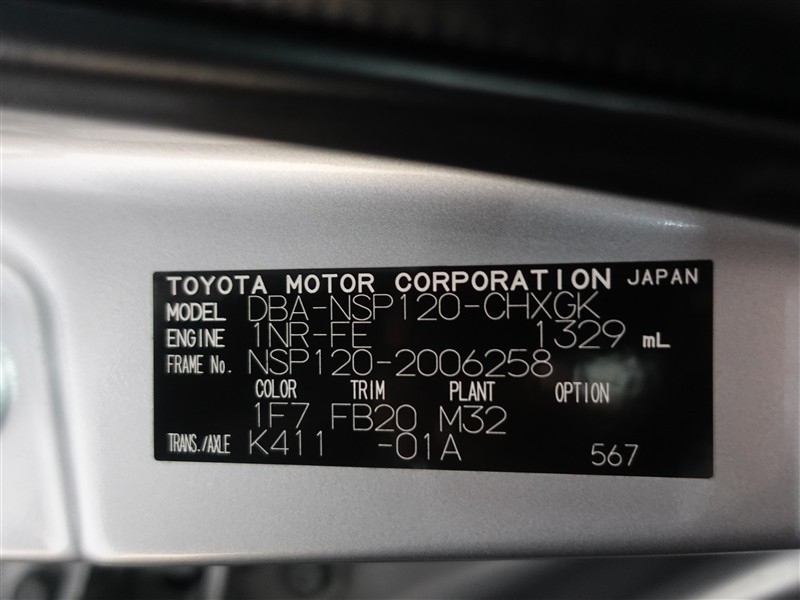 TOYOTA MOTOR CORPORATION JAPAN
MODEL DBA-NSP120-CHXGK
ENGINE 1NR-FE 1329 mL
FRAME No. NSP120-2006258
COLOR TRIM PLANT OPTION
1F7 FB20 M32
TRANS./AXLE K411 -01A 567